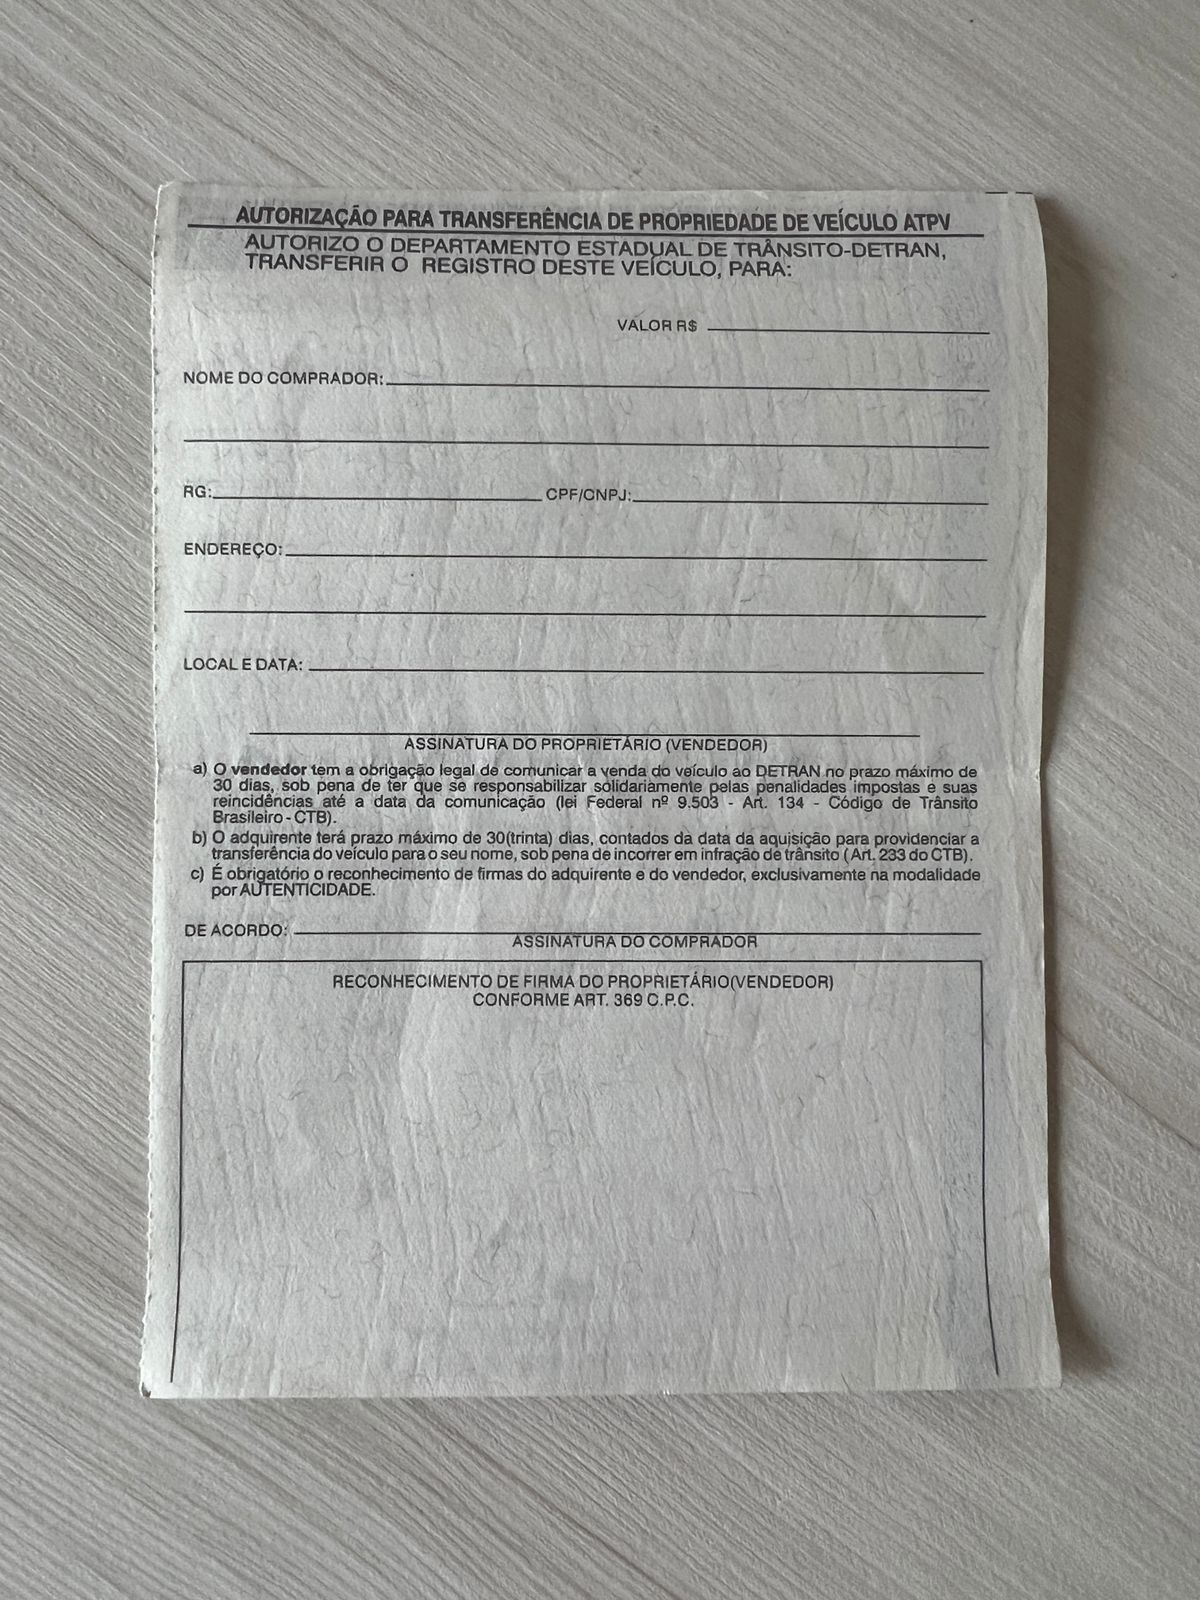 AUTORIZAÇÃO PARA TRANSFERÊNCIA DE PROPRIEDADE DE VEÍCULO ATPV
AUTORIZO O DEPARTAMENTO ESTADUAL DE TRÂNSITO-DETRAN,
TRANSFERIR O REGISTRO DESTE VEÍCULO, PARA:
VALOR R$
NOME DO COMPRADOR:
RG: CPF/CNPJ:
ENDEREÇO:
LOCAL E DATA:
ASSINATURA DO PROPRIETÁRIO (VENDEDOR)
a) O vendedor tem a obrigação legal de comunicar a venda do veículo ao DETRAN no prazo máximo de
30 dias, sob pena de ter que se responsabilizar solidariamente pelas penalidades impostas e suas
reincidências até a data da comunicação (lei Federal nº 9.503 - Art. 134 - Código de Trânsito
Brasileiro - CTB).
b) O adquirente terá prazo máximo de 30(trinta) dias, contados da data da aquisição para providenciar a
transferência do veículo para o seu nome, sob pena de incorrer em infração de trânsito (Art. 233 do CTB).
c) É obrigatório o reconhecimento de firmas do adquirente e do vendedor, exclusivamente na modalidade
por AUTENTICIDADE.
DE ACORDO:
ASSINATURA DO COMPRADOR
RECONHECIMENTO DE FIRMA DO PROPRIETÁRIO(VENDEDOR)
CONFORME ART. 369 C.P.C.